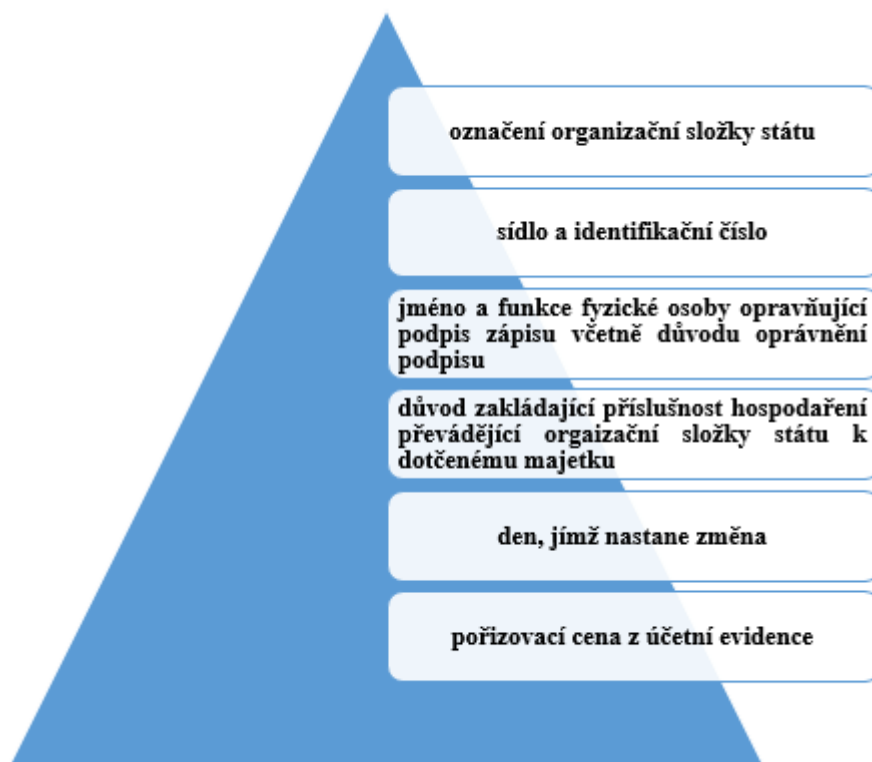 označení organizační složky státu
sídlo a identifikační číslo
jméno a funkce fyzické osoby opravňující
podpis zápisu včetně důvodu oprávnění
podpisu
důvod zakládající příslušnost hospodaření
převádějící orgaizační složky státu k
dotčenému majetku
den, jímž nastane změna
pořizovací cena z účetní evidence